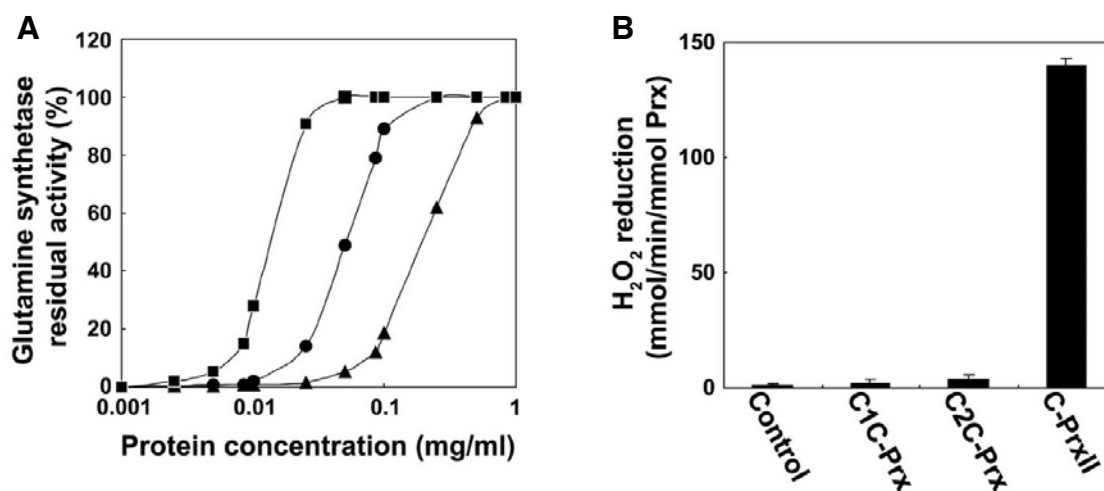 A
Glutamine synthetase
residual activity (%)
120
100
80
60
40
20
0
0.001
0.01
0.1
1
Protein concentration (mg/ml)
B
H₂O₂ reduction
(mmol/min/mmol Prx)
150
100
50
0
Control
C1C-Prx
C2C-Prx
C-PrxII